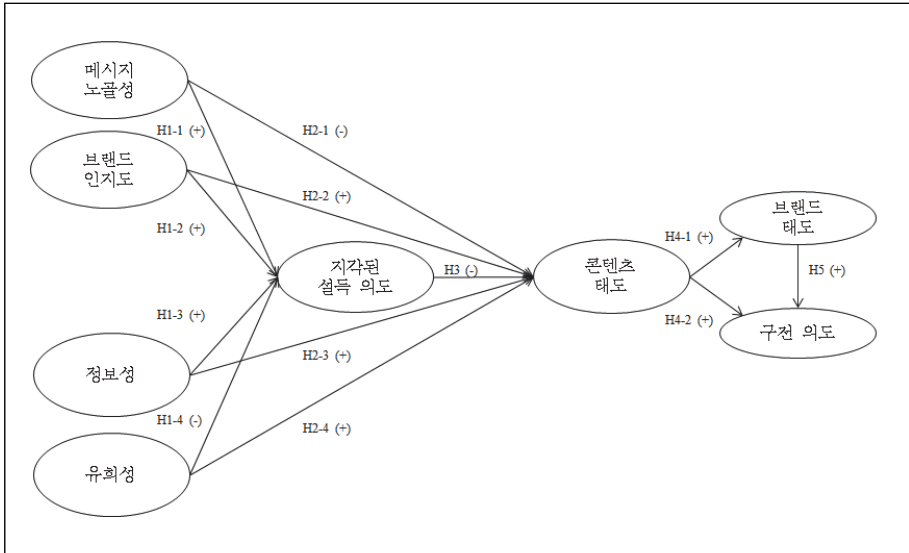 메시지
노골성
H1-1 (+)
H2-1 (-)
브랜드
인지도
H2-2 (+)
H1-2 (+)
브랜드
태도
H4-1 (+)
지각된
설득 의도
H3 (-)
콘텐츠
태도
H5 (+)
H1-3 (+)
H4-2 (+)
구전 의도
H2-3 (+)
정보성
H1-4 (-)
H2-4 (+)
유희성